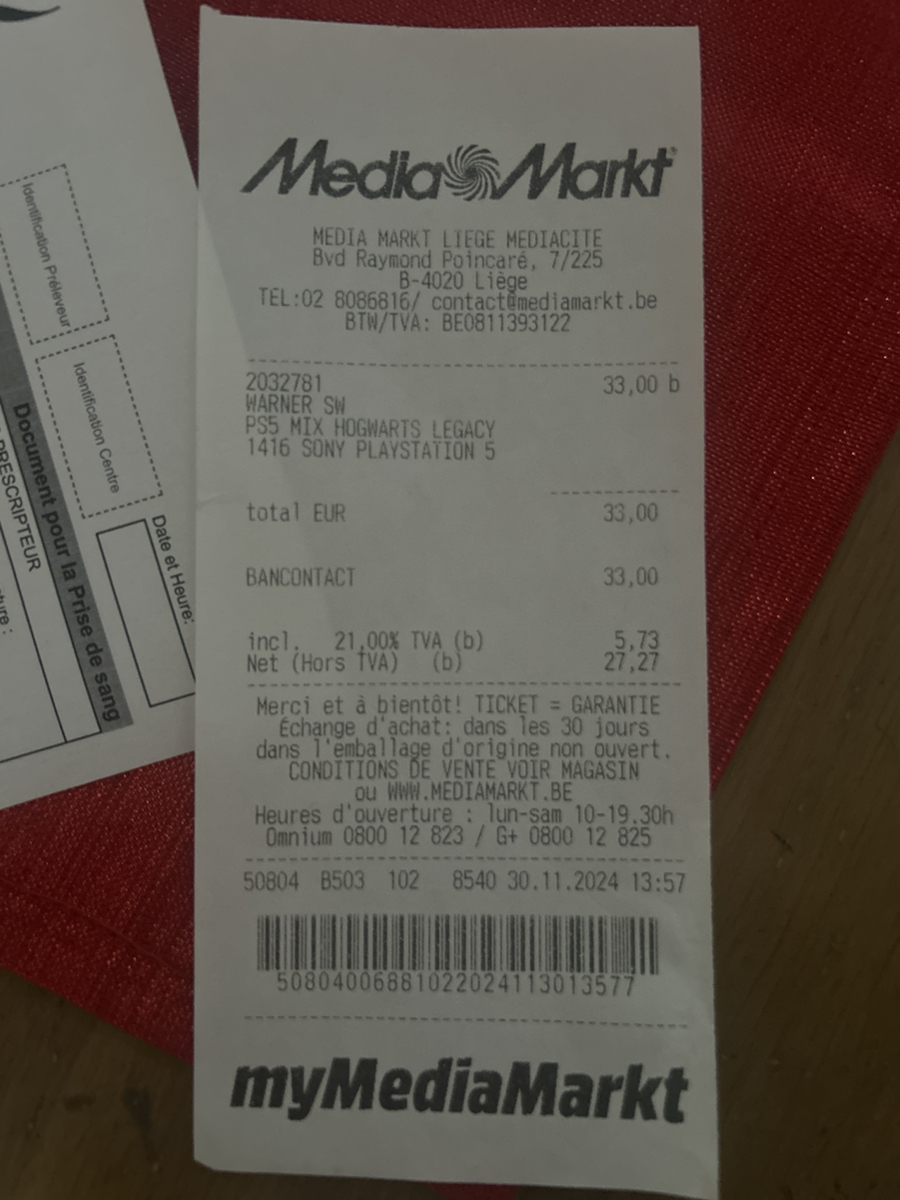 Media Markt
MEDIA MARKT LIEGE MEDIACITE
Bvd Raymond Poincaré, 7/225
B-4020 Liège
TEL:02 8086816/ contact@mediamarkt.be
BTW/TVA: BE0811393122
2032781 33,00 b
WARNER SW
PS5 MIX HOGWARTS LEGACY
1416 SONY PLAYSTATION 5
total EUR 33,00
BANCONTACT 33,00
incl. 21,00% TVA (b) 5,73
Net (Hors TVA) (b) 27,27
Merci et à bientôt! TICKET = GARANTIE
Échange d'achat: dans les 30 jours
dans l'emballage d'origine non ouvert.
CONDITIONS DE VENTE VOIR MAGASIN
ou WWW.MEDIAMARKT.BE
Heures d'ouverture : lun-sam 10-19.30h
Omnium 0800 12 823 / G+ 0800 12 825
50804 B503 102 8540 30.11.2024 13:57
50804006881022024113013577
myMediaMarkt
Identification Préleveur
Identification Centre
Date et Heure:
Document pour la Prise de sang
PRESCRIPTEUR